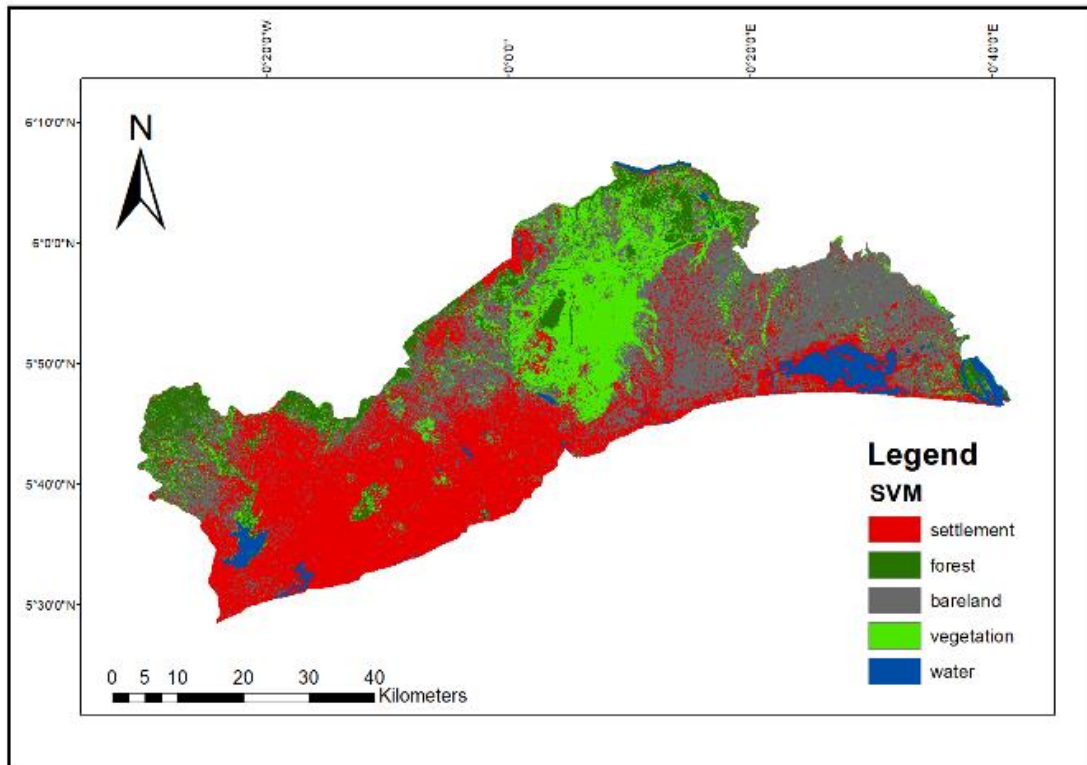 0°20'0"W
0°0'0"
0°20'0"E
0°40'0"E
6°10'0"N
6°0'0"N
5°50'0"N
5°40'0"N
5°30'0"N
N
Legend
SVM
settlement
forest
bareland
vegetation
water
0 5 10 20 30 40
Kilometers